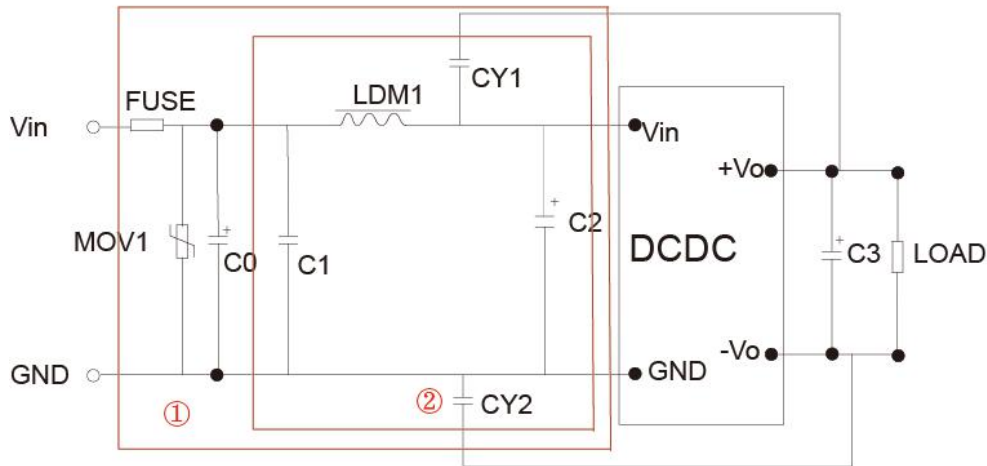 CY1
FUSE
LDM1
Vin
Vin
+Vo
MOV1
+
C0
C1
+
C2
DCDC
+
C3
LOAD
-Vo
GND
GND
①
②
CY2